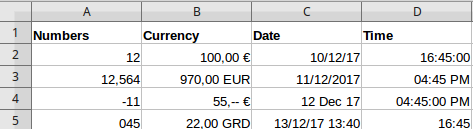 A B C D
1 Numbers Currency Date Time
2 12 100,00 € 10/12/17 16:45:00
3 12,564 970,00 EUR 11/12/2017 04:45 PM
4 -11 55,-- € 12 Dec 17 04:45:00 PM
5 045 22,00 GRD 13/12/17 13:40 16:45